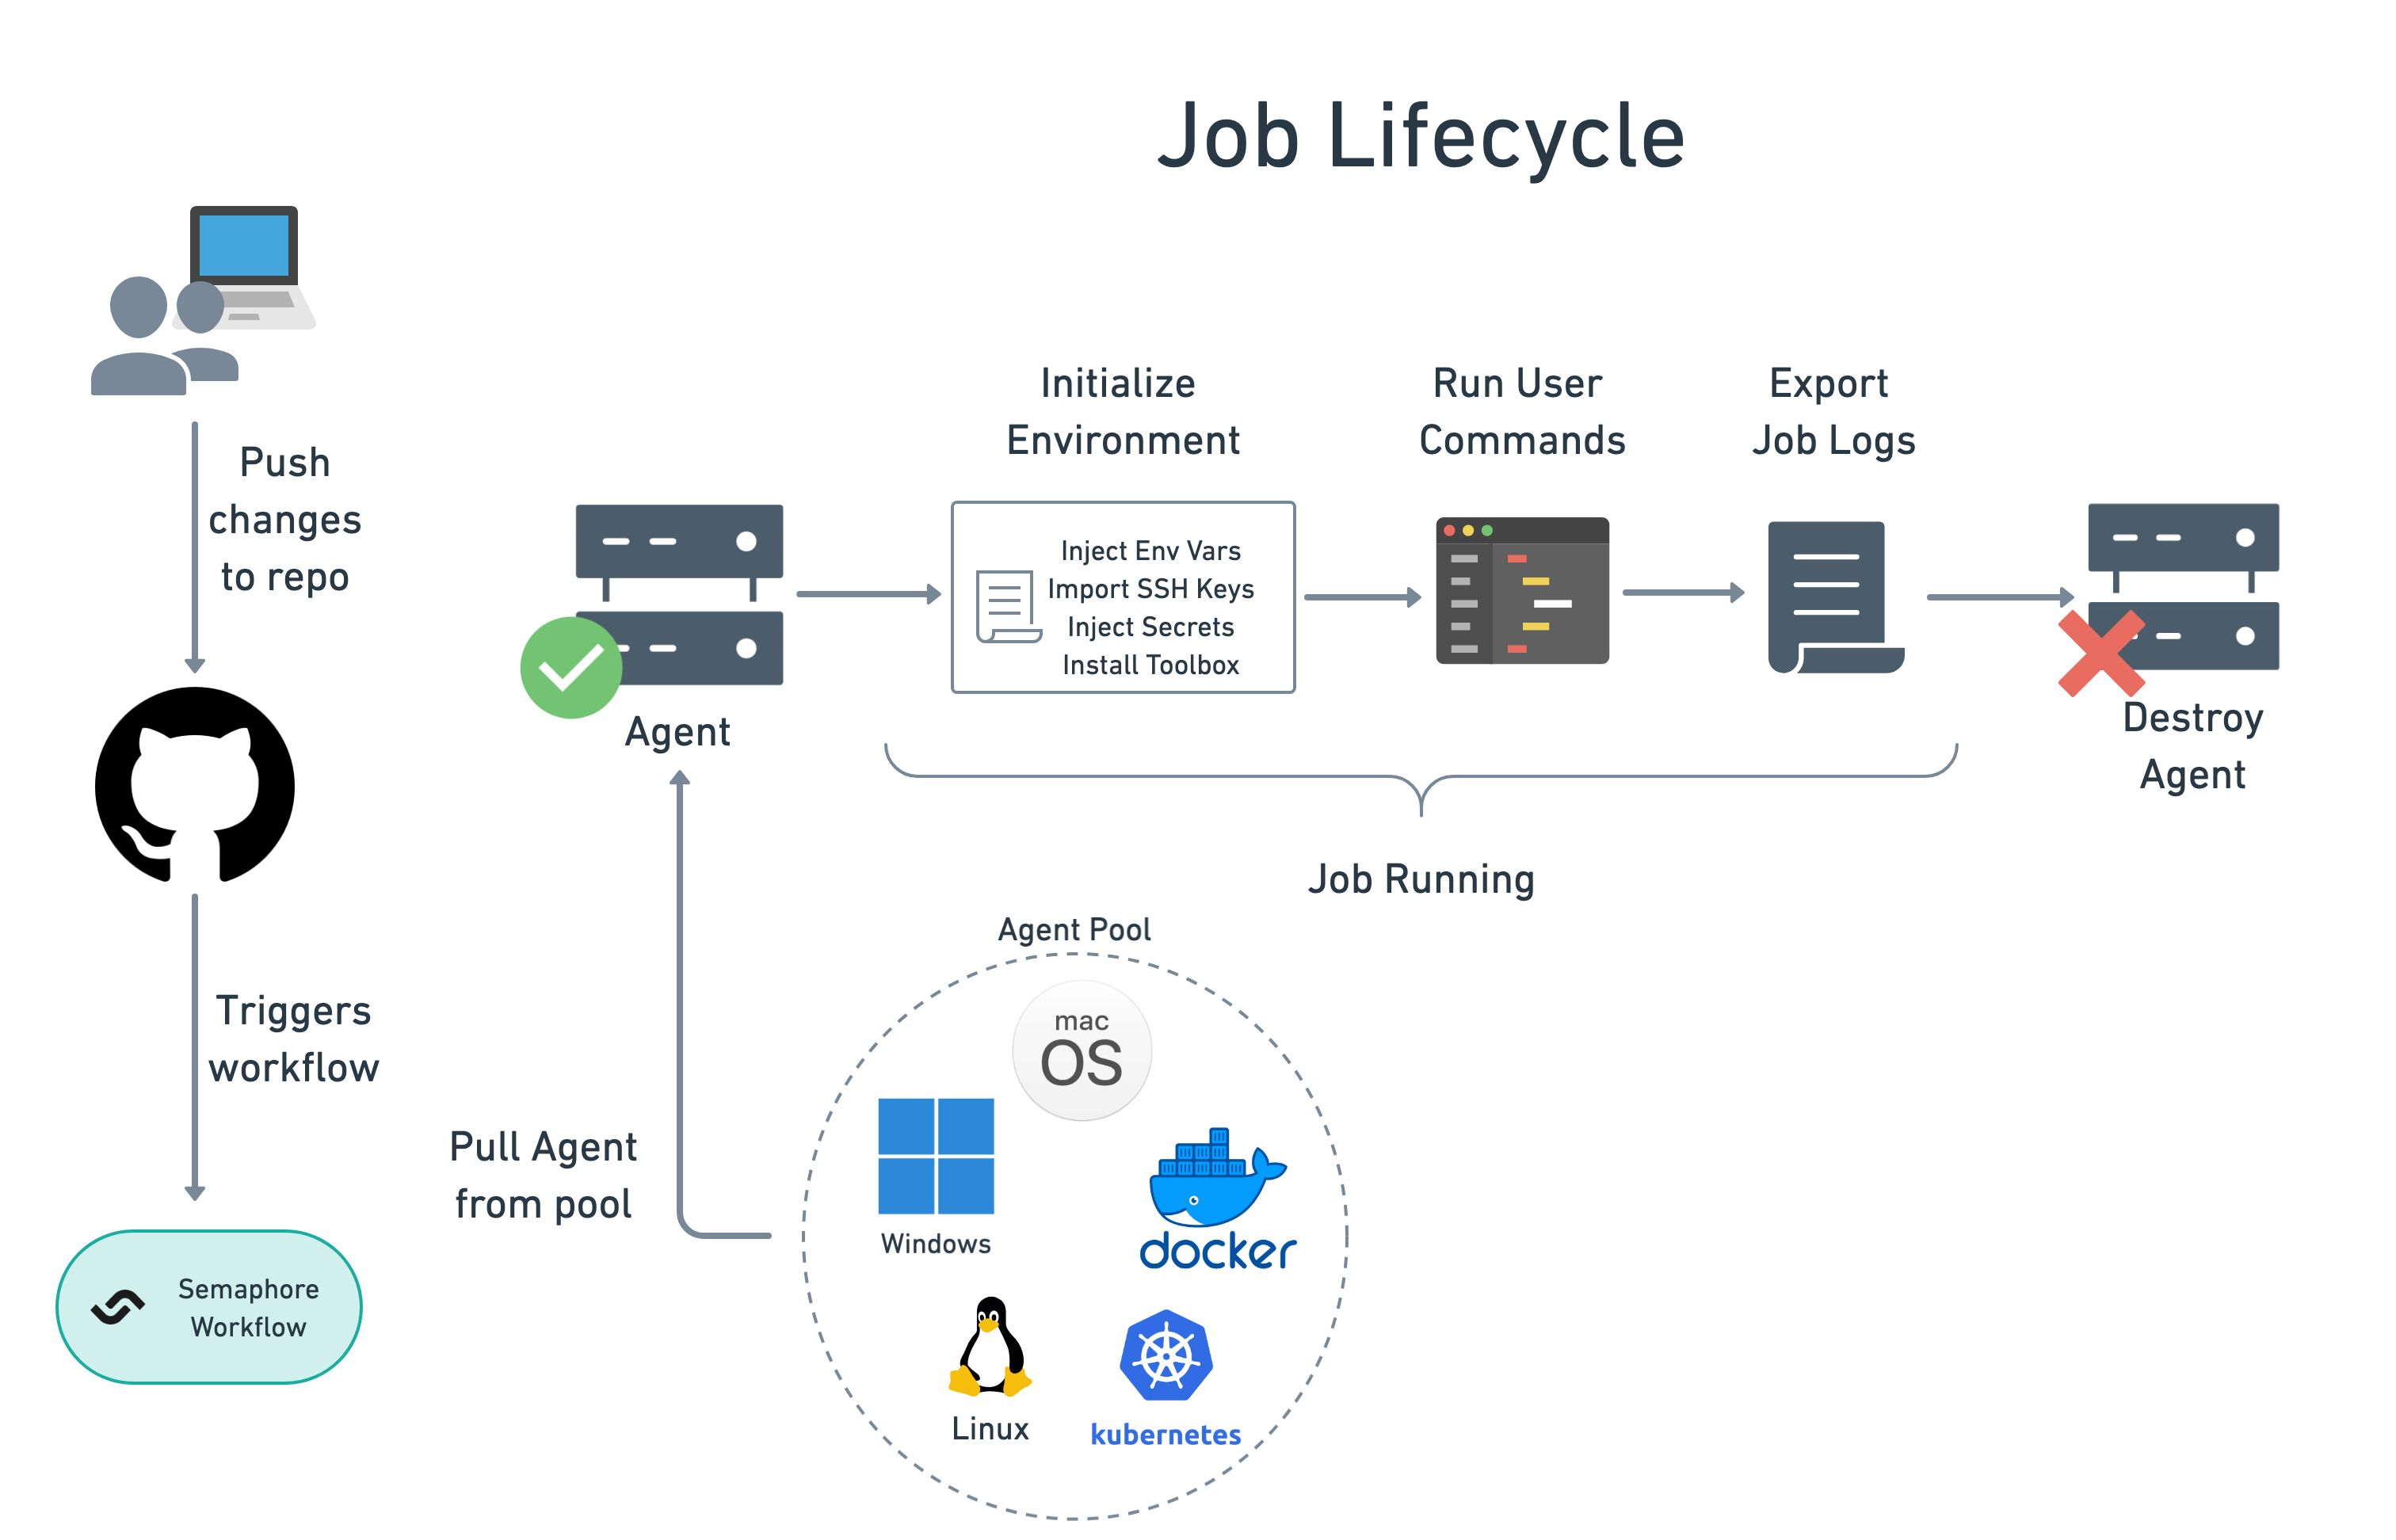 Job Lifecycle
Push
changes
to repo
Triggers
workflow
Semaphore
Workflow
Agent
Pull Agent
from pool
Initialize
Environment
Inject Env Vars
Import SSH Keys
Inject Secrets
Install Toolbox
Run User
Commands
Export
Job Logs
Destroy
Agent
Job Running
Agent Pool
mac
OS
Windows
docker
Linux
kubernetes